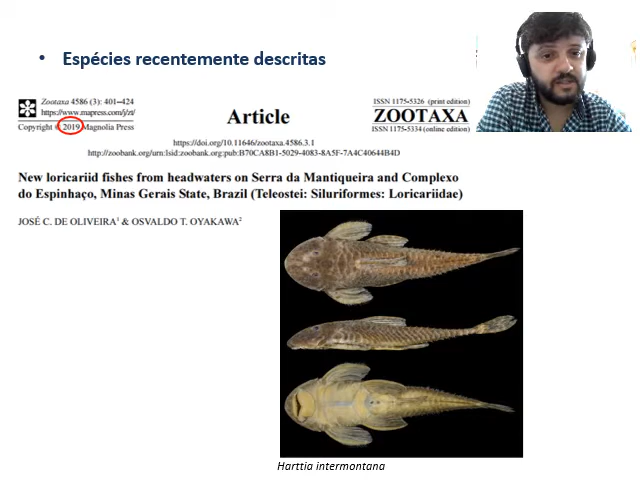 • Espécies recentemente descritas
Zootaxa 4586 (3): 401–424
https://www.mapress.com/j/zt/
Copyright © 2019 Magnolia Press
Article
ISSN 1175-5326 (print edition)
ZOOTAXA
ISSN 1175-5334 (online edition)
https://doi.org/10.11646/zootaxa.4586.3.1
http://zoobank.org/urn:lsid:zoobank.org:pub:B70CA8B1-5029-4083-8A5F-7A4C40644B4D
New loricariid fishes from headwaters on Serra da Mantiqueira and Complexo
do Espinhaço, Minas Gerais State, Brazil (Teleostei: Siluriformes: Loricariidae)
JOSÉ C. DE OLIVEIRA¹ & OSVALDO T. OYAKAWA²
Harttia intermontana